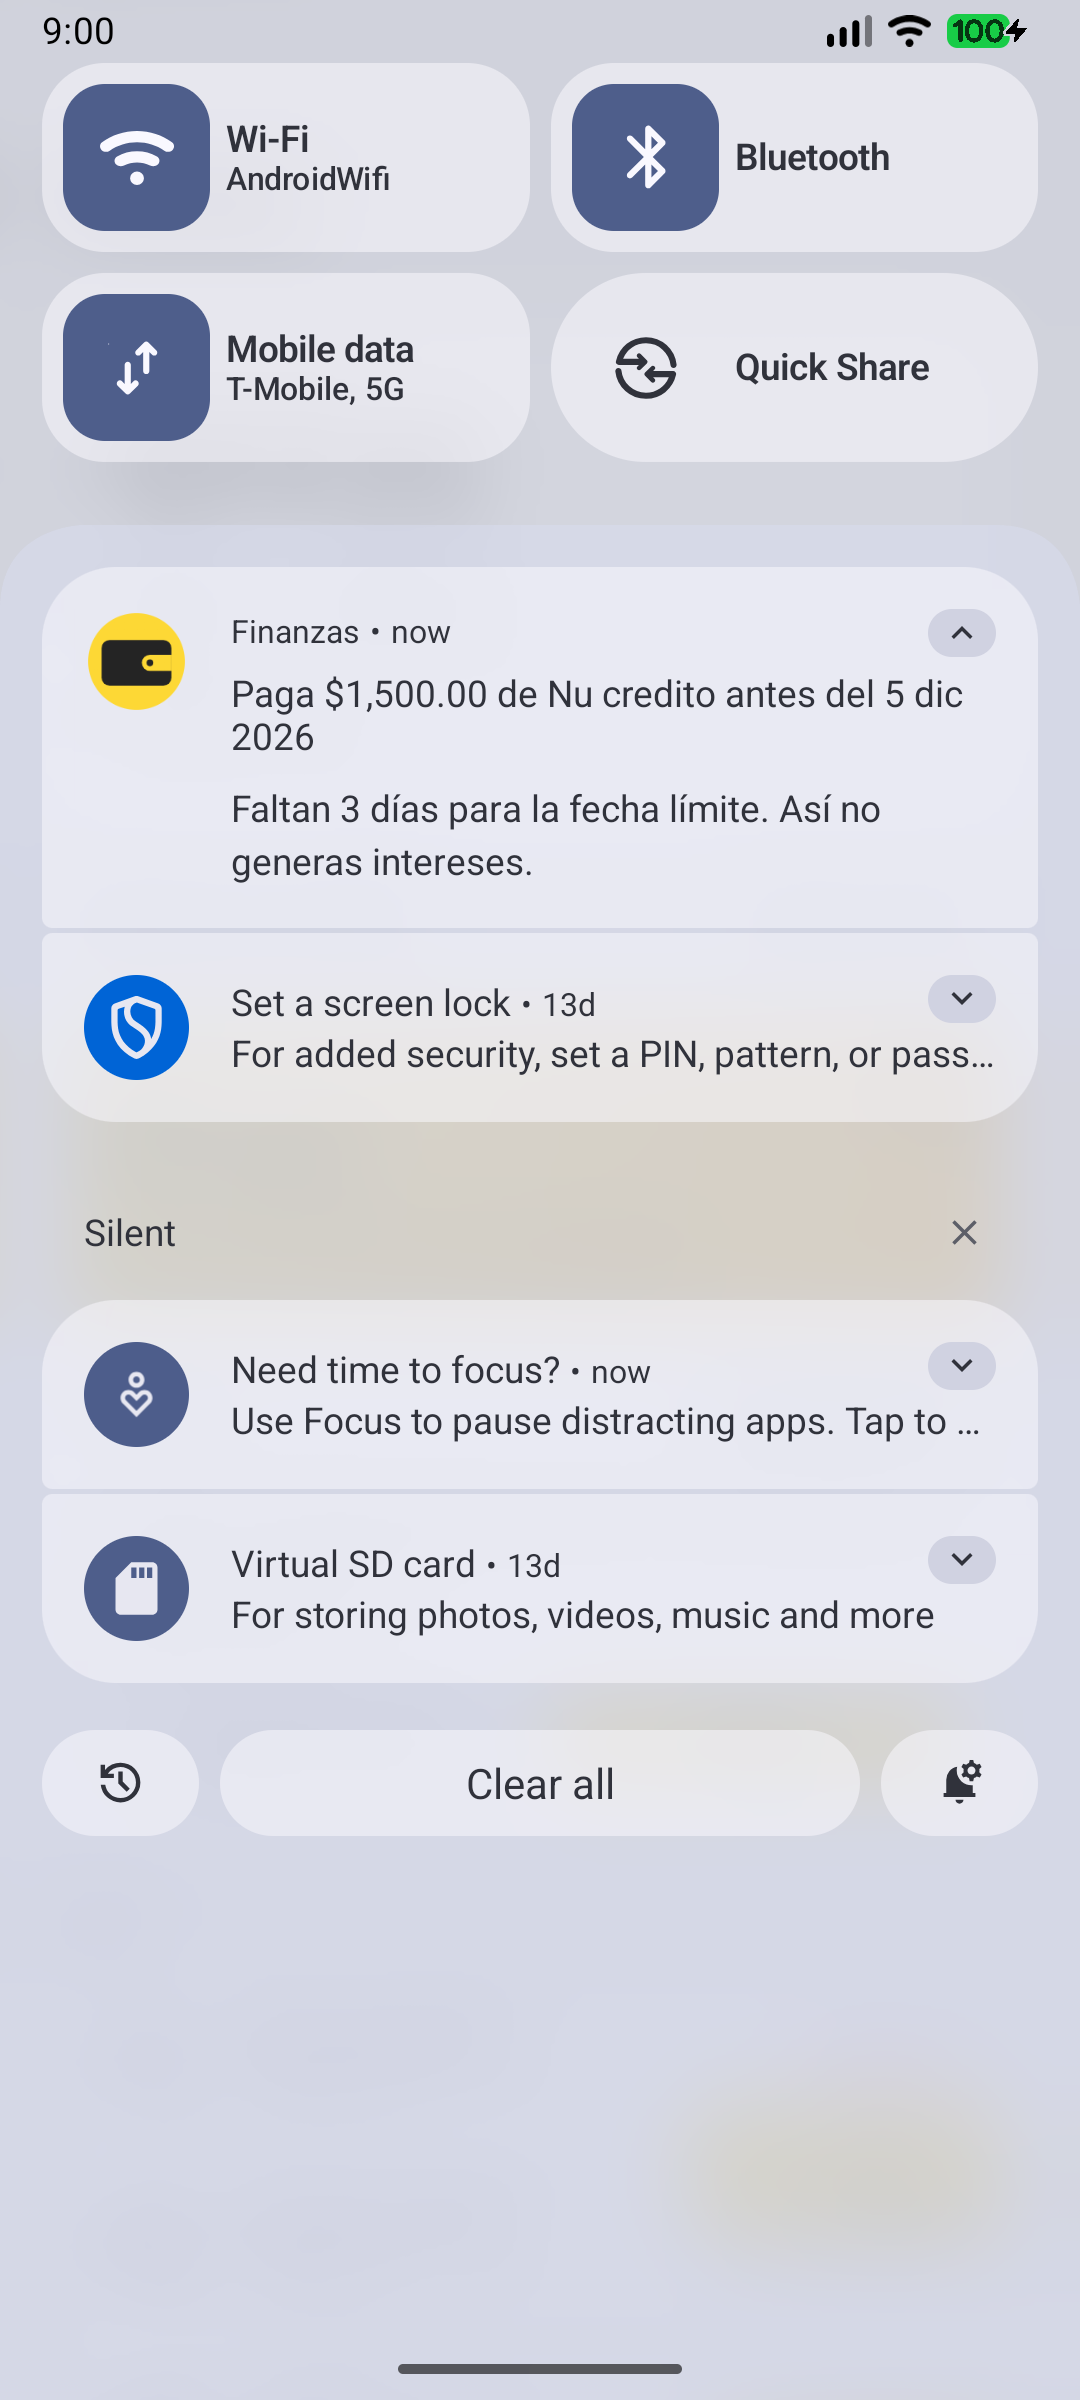 9:00
100
Wi-Fi
AndroidWifi
Bluetooth
Mobile data
T-Mobile, 5G
Quick Share
Finanzas • now
Paga $1,500.00 de Nu credito antes del 5 dic
2026
Faltan 3 días para la fecha límite. Así no
generas intereses.
Set a screen lock • 13d
For added security, set a PIN, pattern, or pass...
Silent
Need time to focus? • now
Use Focus to pause distracting apps. Tap to ...
Virtual SD card • 13d
For storing photos, videos, music and more
Clear all